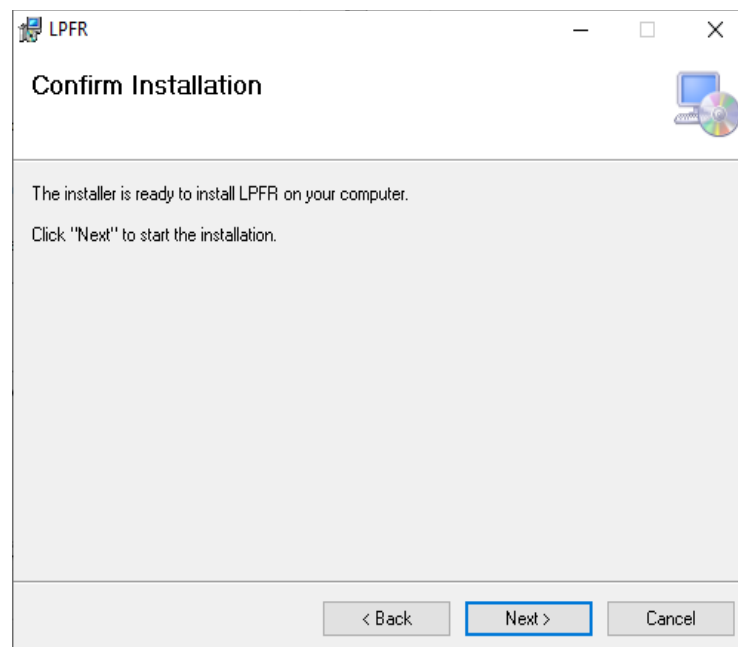 LPFR
Confirm Installation
The installer is ready to install LPFR on your computer.
Click "Next" to start the installation.
< Back
Next >
Cancel